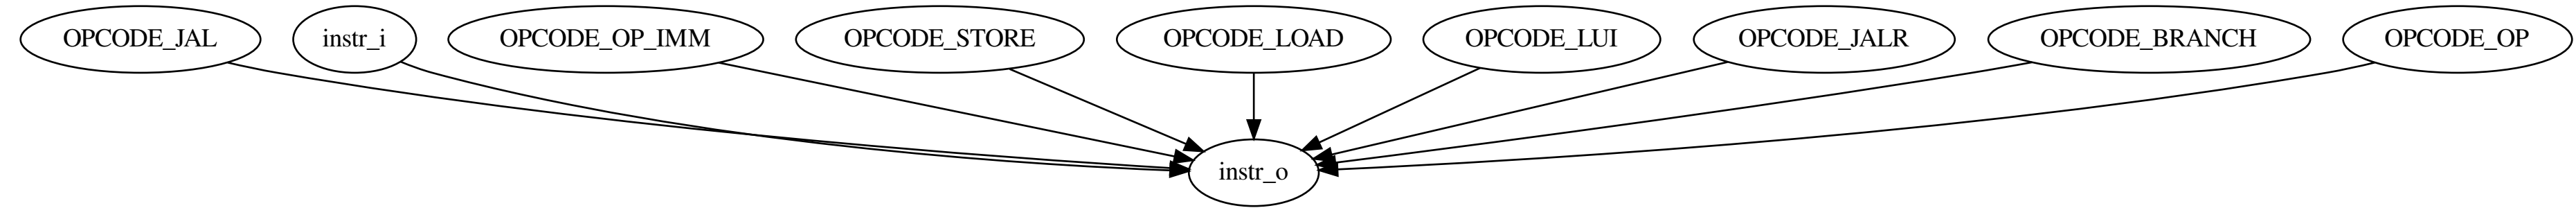 OPCODE_JAL
instr_i
OPCODE_OP_IMM
OPCODE_STORE
OPCODE_LOAD
OPCODE_LUI
OPCODE_JALR
OPCODE_BRANCH
OPCODE_OP
instr_o